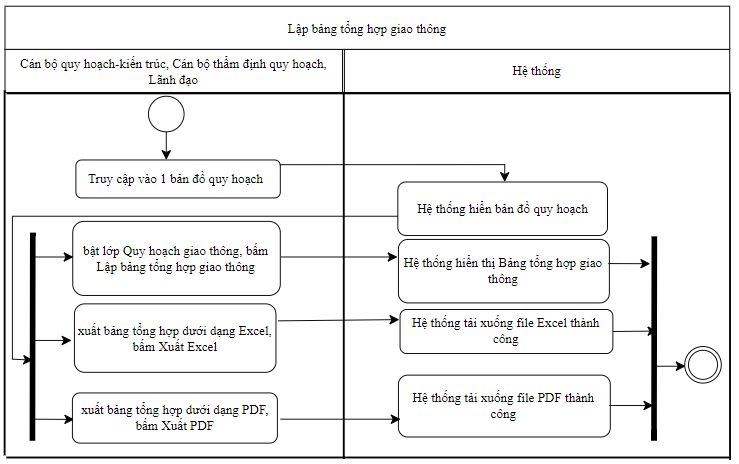 Lập bảng tổng hợp giao thông
Cán bộ quy hoạch-kiến trúc, Cán bộ thẩm định quy hoạch,
Lãnh đạo
Hệ thống
Truy cập vào 1 bản đồ quy hoạch
Hệ thống hiển bản đồ quy hoạch
bật lớp Quy hoạch giao thông, bấm
Lập bảng tổng hợp giao thông
Hệ thống hiển thị Bảng tổng hợp giao
thông
xuất bảng tổng hợp dưới dạng Excel,
bấm Xuất Excel
Hệ thống tải xuống file Excel thành
công
xuất bảng tổng hợp dưới dạng PDF,
bấm Xuất PDF
Hệ thống tải xuống file PDF thành
công